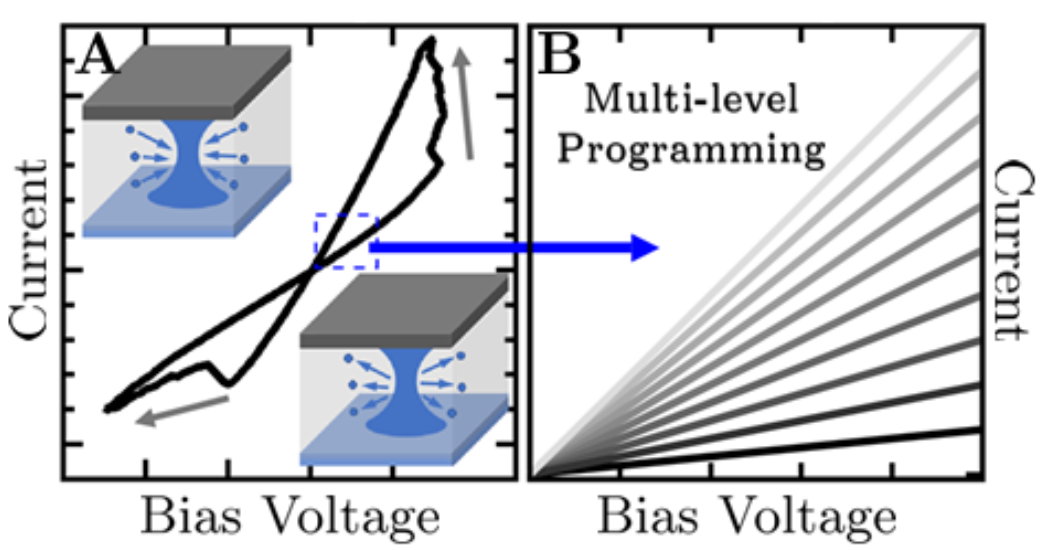 A
B
Multi-level
Programming
Current
Current
Bias Voltage
Bias Voltage